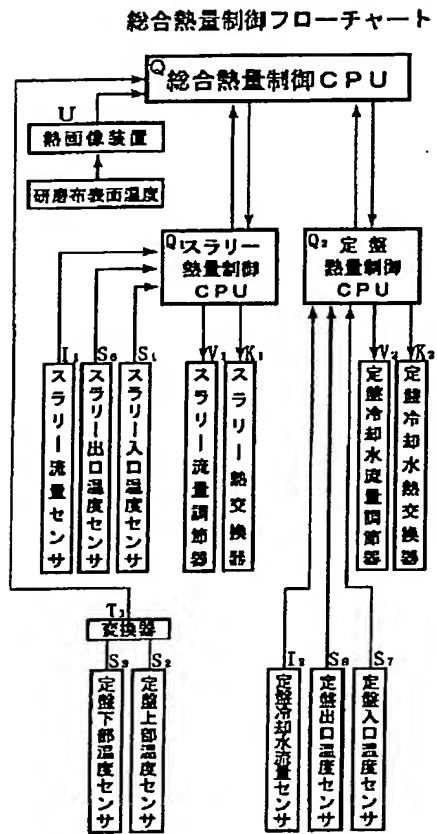 総合熱量制御フローチャート
Q
総合熱量制御CPU
U
熱画像装置
研磨布表面温度
Q₁スラリー
熱量制御
CPU
Q₂ 定盤
熱量制御
CPU
I₁
スラリー流量センサ
S₆
スラリー出口温度センサ
S₁
スラリー入口温度センサ
V₁
スラリー流量調節器
K₁
スラリー熱交換器
V₂
定盤冷却水流量調節器
K₂
定盤冷却水熱交換器
T₁
変換器
S₃
定盤下部温度センサ
S₂
定盤上部温度センサ
I₂
定盤冷却水流量センサ
S₈
定盤出口温度センサ
S₇
定盤入口温度センサ